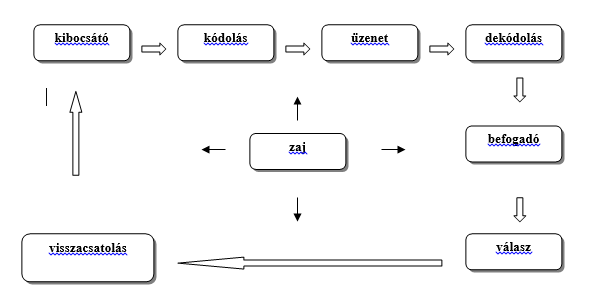 kibocsátó
kódolás
üzenet
dekódolás
befogadó
zaj
visszacsatolás
válasz